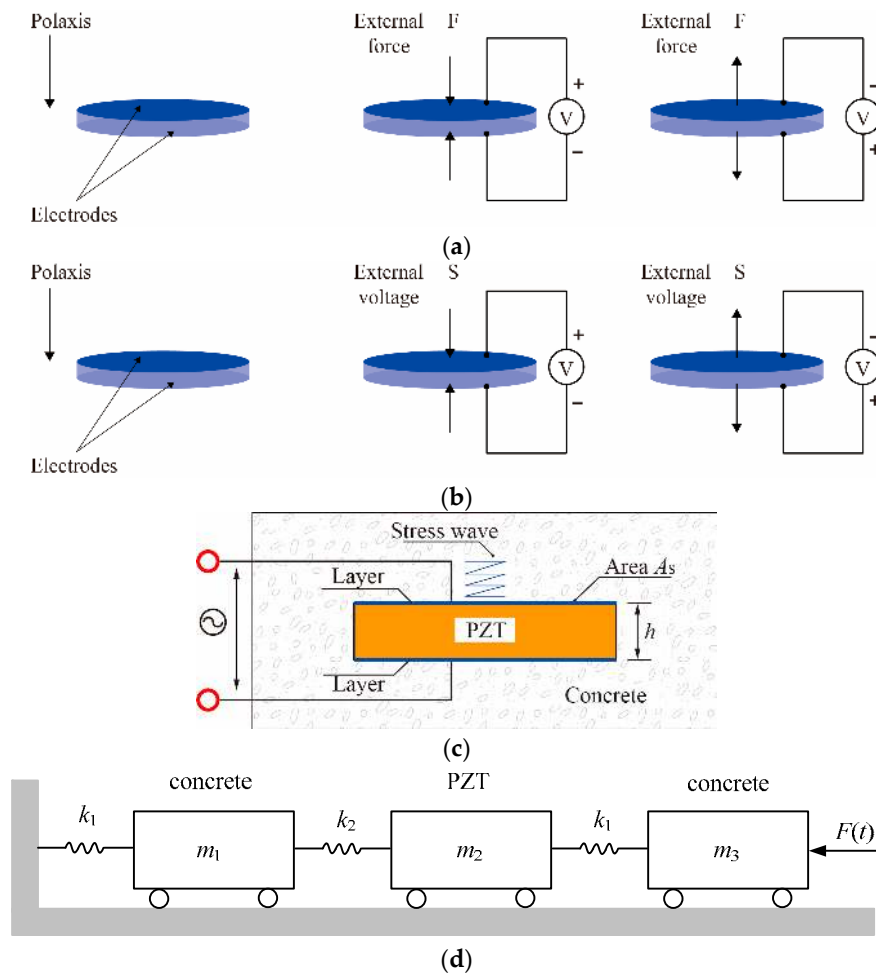 Polaxis
External F
force
External F
force
+
V
−
−
V
+
Electrodes
(a)
Polaxis
External S
voltage
External S
voltage
+
V
−
−
V
+
Electrodes
(b)
Stress wave
Layer
Area As
PZT
h
Layer
Concrete
(c)
concrete PZT concrete
k1 k2 k1 F(t)
m1 m2 m3
(d)